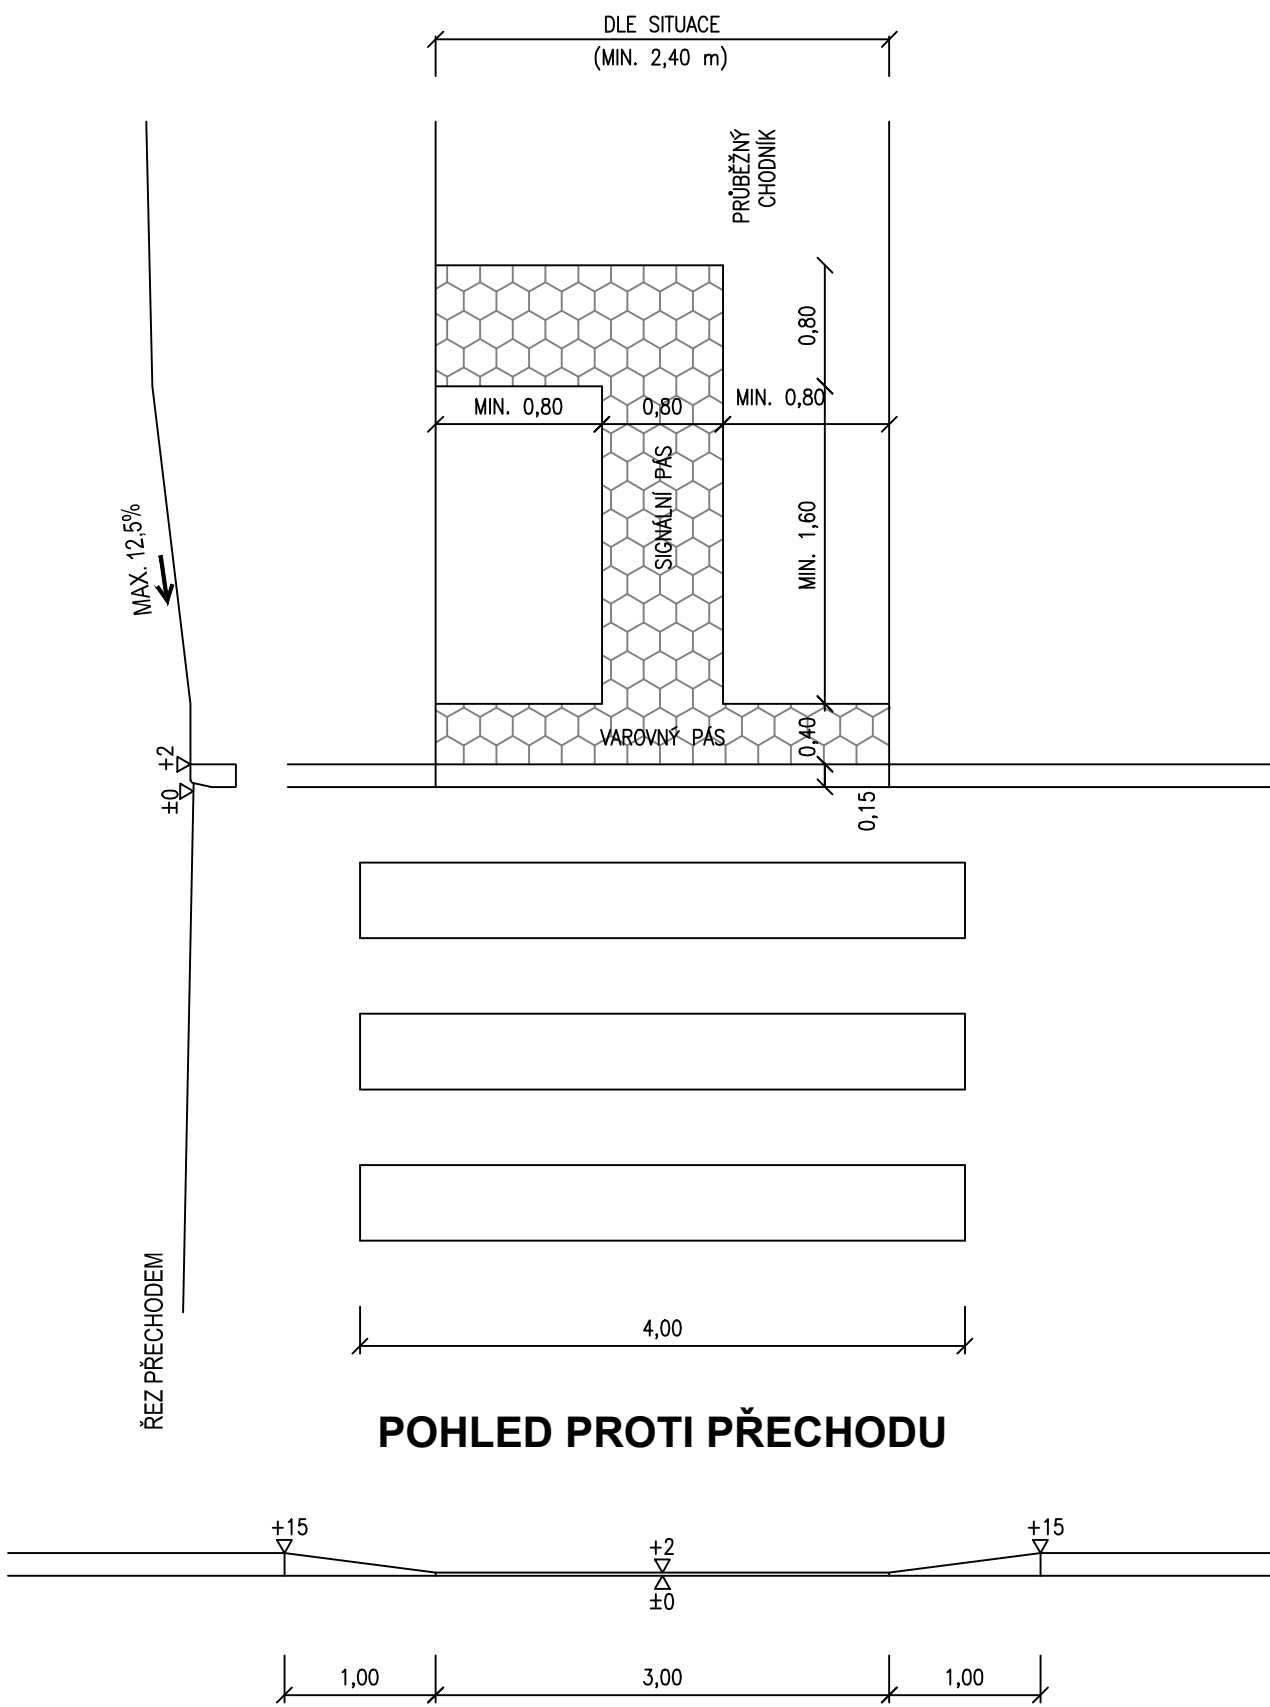 DLE SITUACE
(MIN. 2,40 m)
PRŮBĚŽNÝ
CHODNÍK
0,80
MIN. 0,80
0,80
MIN. 0,80
SIGNÁLNÍ PÁS
MIN. 1,60
MAX. 12,5%
VAROVNÝ PÁS
0,40
+2
±0
0,15
4,00
ŘEZ PŘECHODEM
POHLED PROTI PŘECHODU
+15
+2
+15
±0
1,00
3,00
1,00